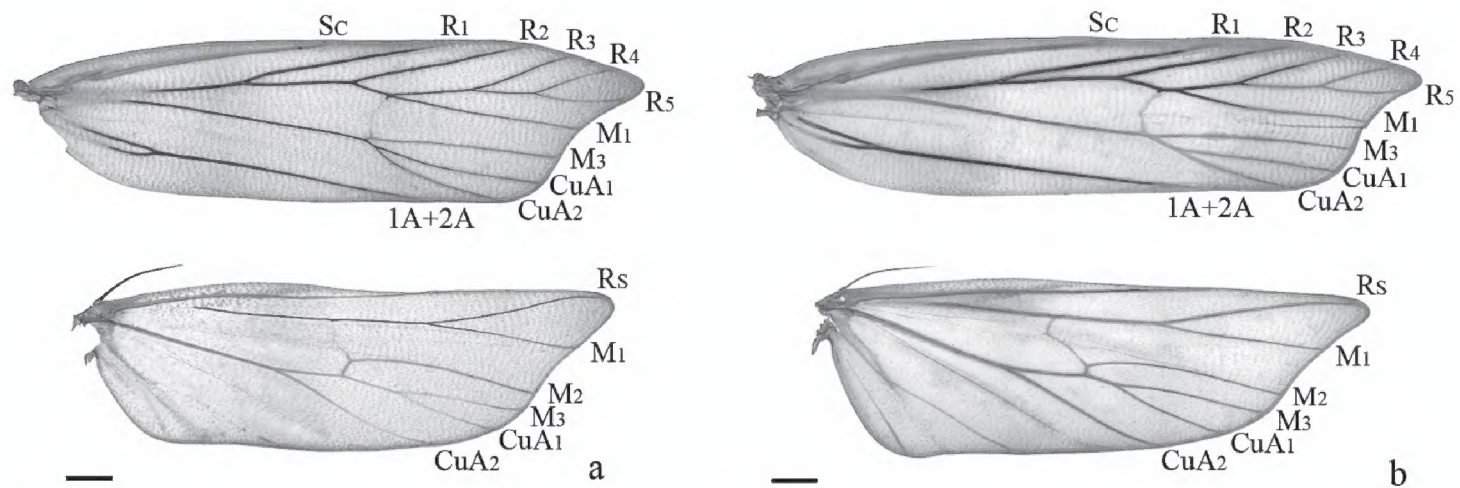 Sc R1 R2 R3 R4 R5 M1 M3 CuA1 CuA2 1A+2A
Rs M1 M2 M3 CuA1 CuA2
a
Sc R1 R2 R3 R4 R5 M1 M3 CuA1 CuA2 1A+2A
Rs M1 M2 M3 CuA1 CuA2
b